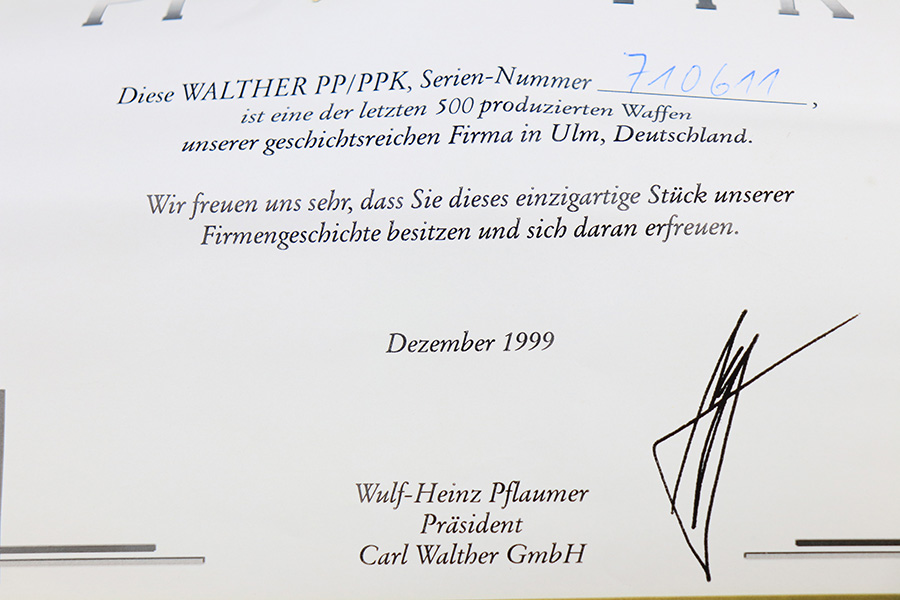 Diese WALTHER PP/PPK, Serien-Nummer 710611,
ist eine der letzten 500 produzierten Waffen
unserer geschichtsreichen Firma in Ulm, Deutschland.
Wir freuen uns sehr, dass Sie dieses einzigartige Stück unserer
Firmengeschichte besitzen und sich daran erfreuen.
Dezember 1999
Wulf-Heinz Pflaumer
Präsident
Carl Walther GmbH